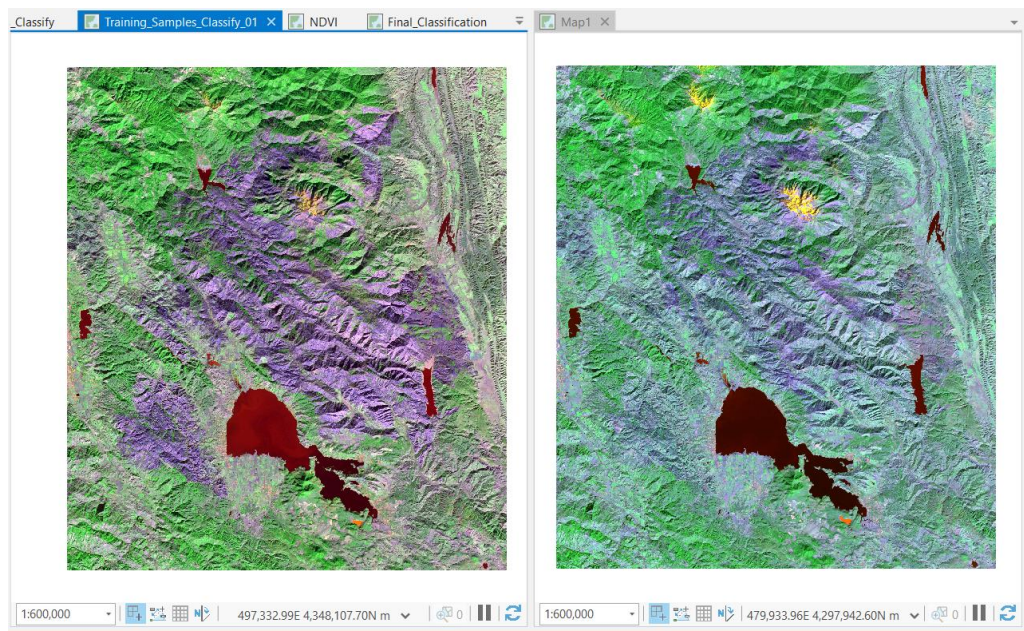 _Classify
Training_Samples_Classify_01
NDVI
Final_Classification
Map1
1:600,000
497,332.99E 4,348,107.70N m
0
1:600,000
479,933.96E 4,297,942.60N m
0